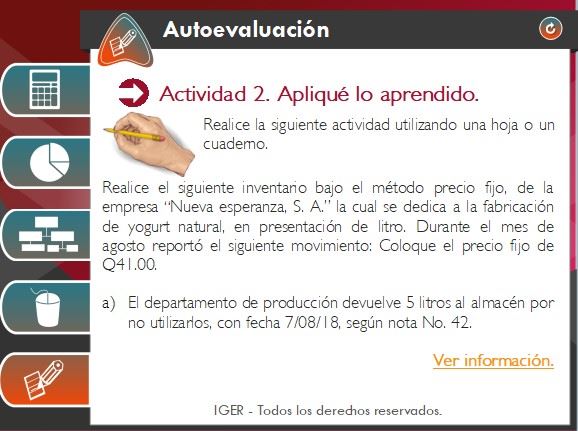 Autoevaluación
Actividad 2. Apliqué lo aprendido.
Realice la siguiente actividad utilizando una hoja o un
cuaderno.
Realice el siguiente inventario bajo el método precio fijo, de la
empresa “Nueva esperanza, S. A.” la cual se dedica a la fabricación
de yogurt natural, en presentación de litro. Durante el mes de
agosto reportó el siguiente movimiento: Coloque el precio fijo de
Q41.00.
a) El departamento de producción devuelve 5 litros al almacén por
no utilizarlos, con fecha 7/08/18, según nota No. 42.
Ver información.
IGER - Todos los derechos reservados.